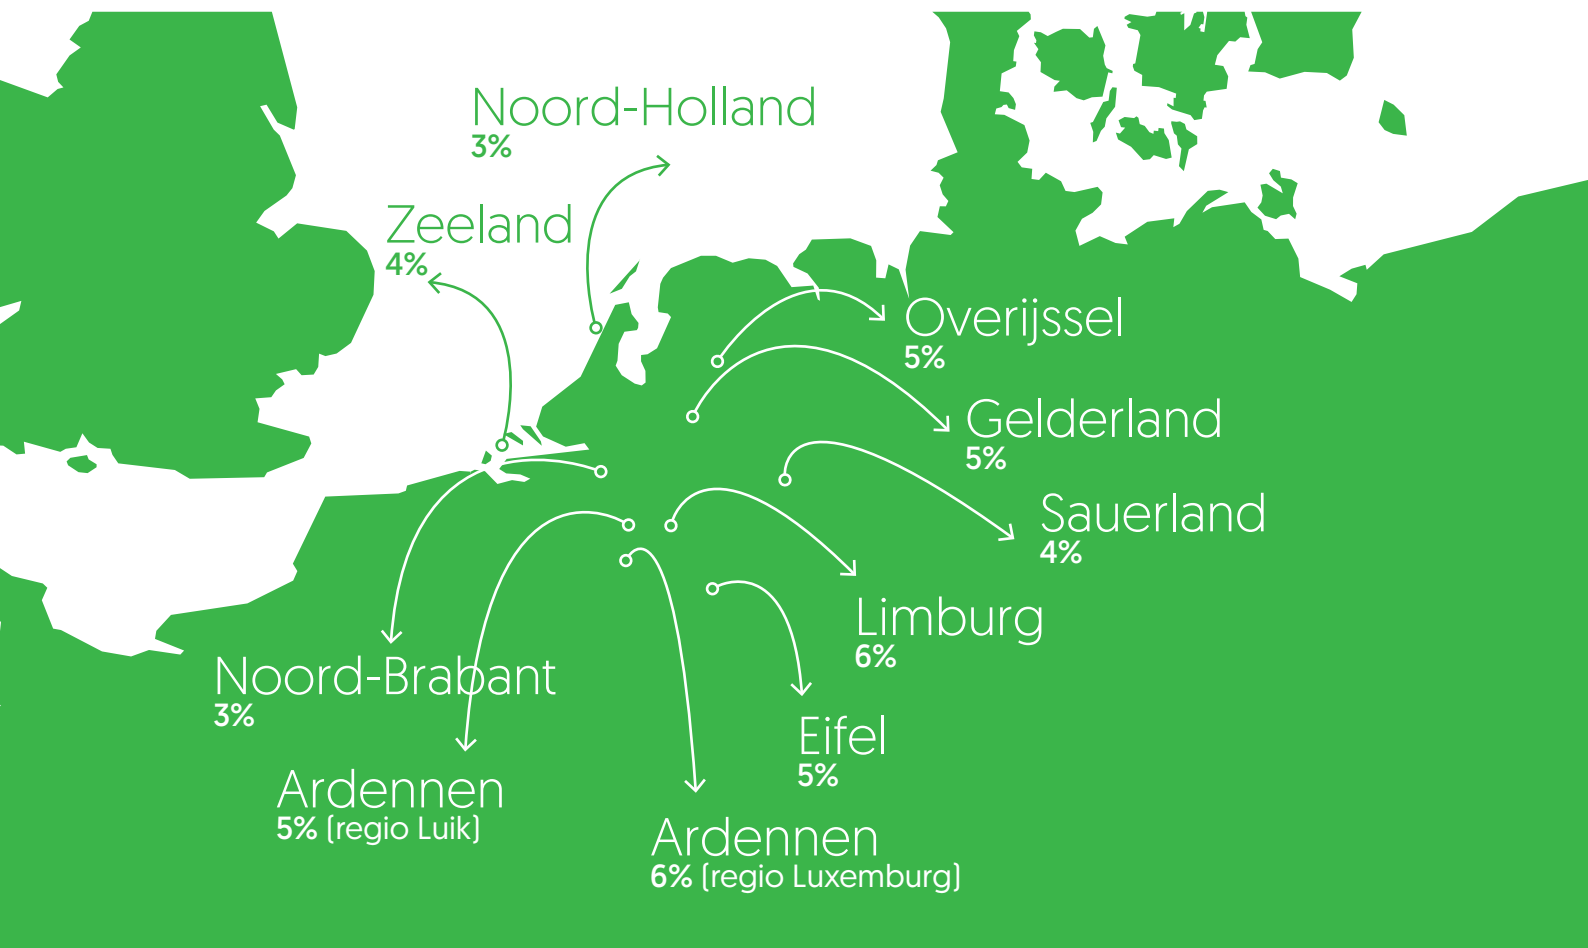 Noord-Holland
3%
Zeeland
4%
Overijssel
5%
Gelderland
5%
Sauerland
4%
Limburg
6%
Noord-Brabant
3%
Eifel
5%
Ardennen
5% (regio Luik)
Ardennen
6% (regio Luxemburg)